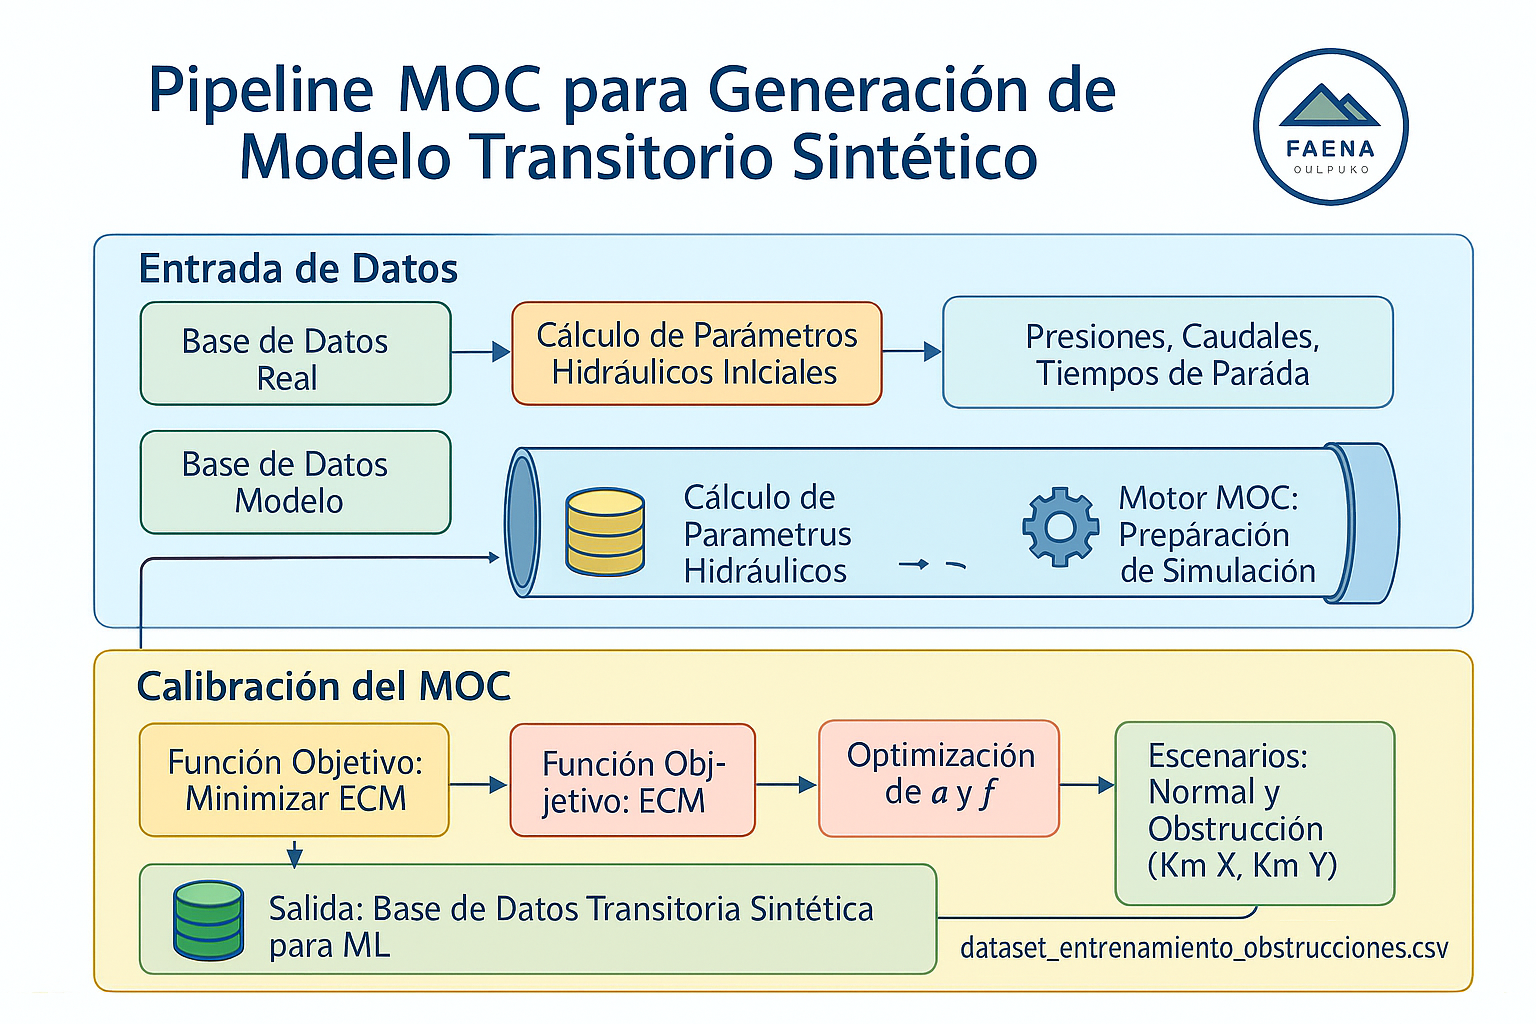 Pipeline MOC para Generación de
Modelo Transitorio Sintético
FAENA
OULPUKO
Entrada de Datos
Base de Datos
Real
Cálculo de Parámetros
Hidráulicos Inlciales
Presiones, Caudales,
Tiempos de Paráda
Base de Datos
Modelo
Cálculo de
Parametrus
Hidráulicos
Motor MOC:
Prepáración
de Simulación
Calibración del MOC
Función Objetivo:
Minimizar ECM
Función Obj-
jetivo: ECM
Optimización
de a y f
Escenarios:
Normal y
Obstrucción
(Km X, Km Y)
Salida: Base de Datos Transitoria Sintética
para ML
dataset_entrenamiento_obstrucciones.csv